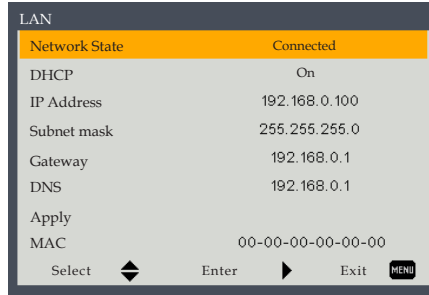 LAN
Network State Connected
DHCP On
IP Address 192.168.0.100
Subnet mask 255.255.255.0
Gateway 192.168.0.1
DNS 192.168.0.1
Apply
MAC 00-00-00-00-00-00
Select Enter Exit MENU